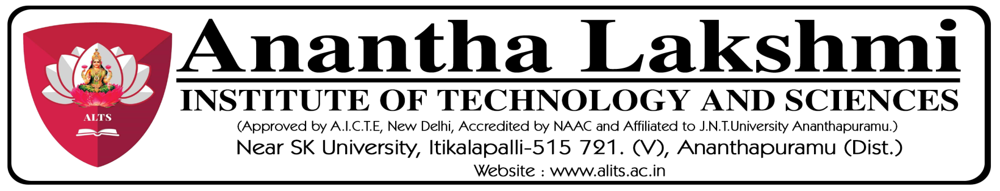 Anantha Lakshmi
INSTITUTE OF TECHNOLOGY AND SCIENCES
ALTS
(Approved by A.I.C.T.E, New Delhi, Accredited by NAAC and Affiliated to J.N.T.University Ananthapuramu.)
Near SK University, Itikalapalli-515 721. (V), Ananthapuramu (Dist.)
Website : www.alits.ac.in